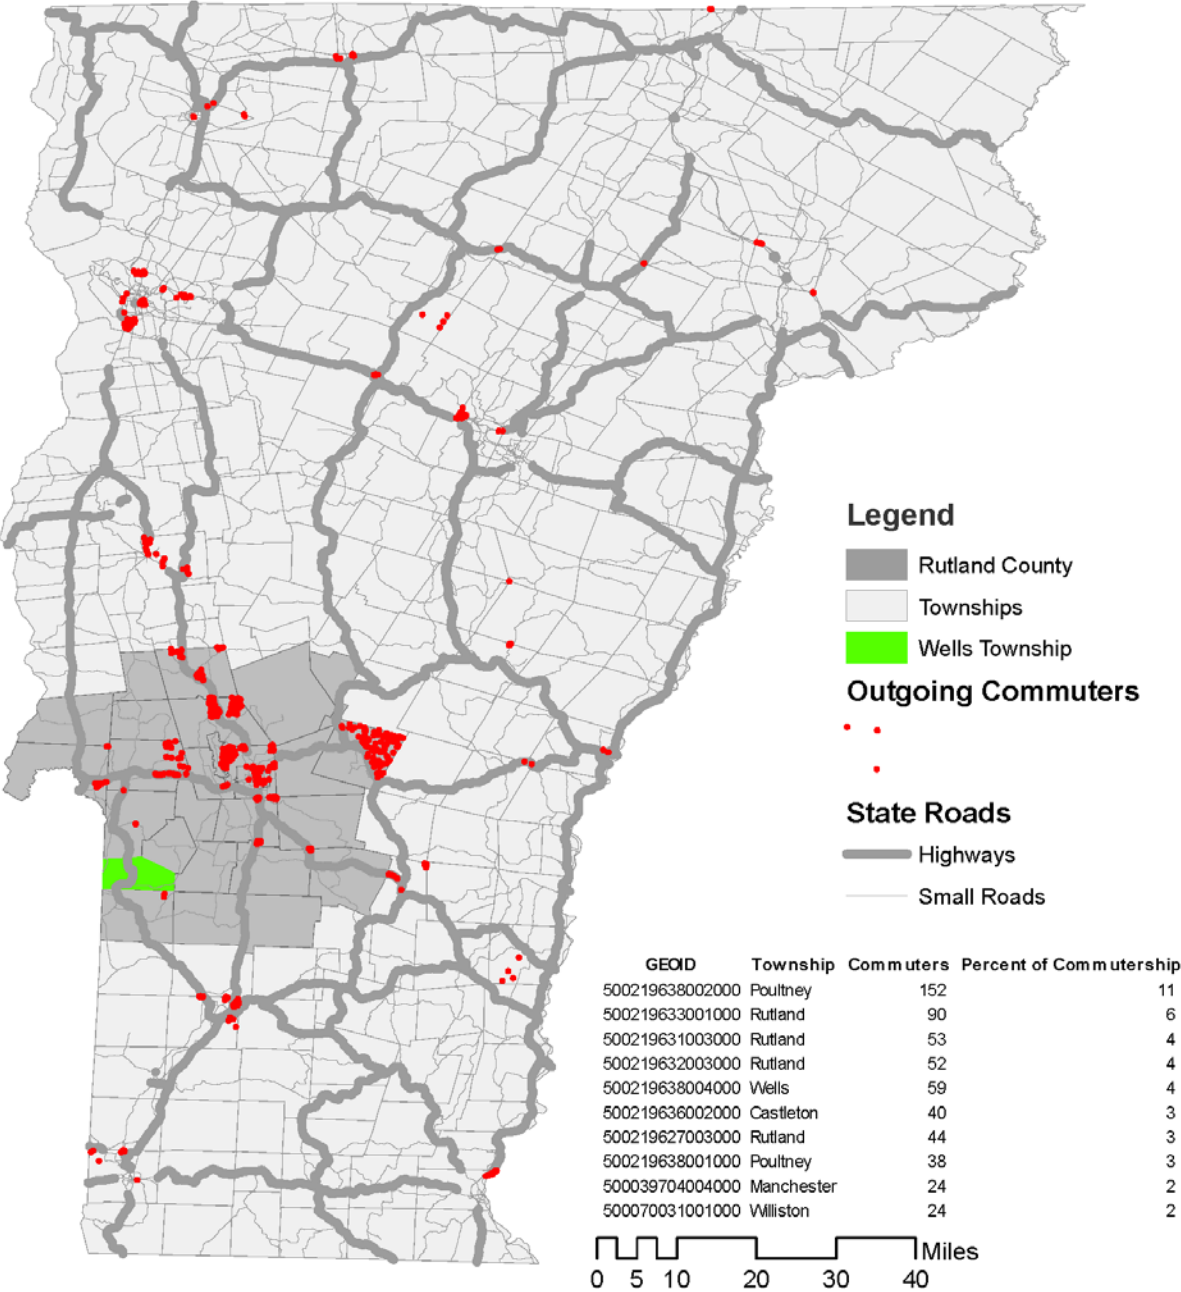 Legend
Rutland County
Townships
Wells Township
Outgoing Commuters
State Roads
Highways
Small Roads
GEOID Township Commuters Percent of Commutership
500219638002000 Poultney 152 11
500219633001000 Rutland 90 6
500219631003000 Rutland 53 4
500219632003000 Rutland 52 4
500219638004000 Wells 59 4
500219636002000 Castleton 40 3
500219627003000 Rutland 44 3
500219638001000 Poultney 38 3
500039704004000 Manchester 24 2
500070031001000 Williston 24 2
Miles
0 5 10 20 30 40